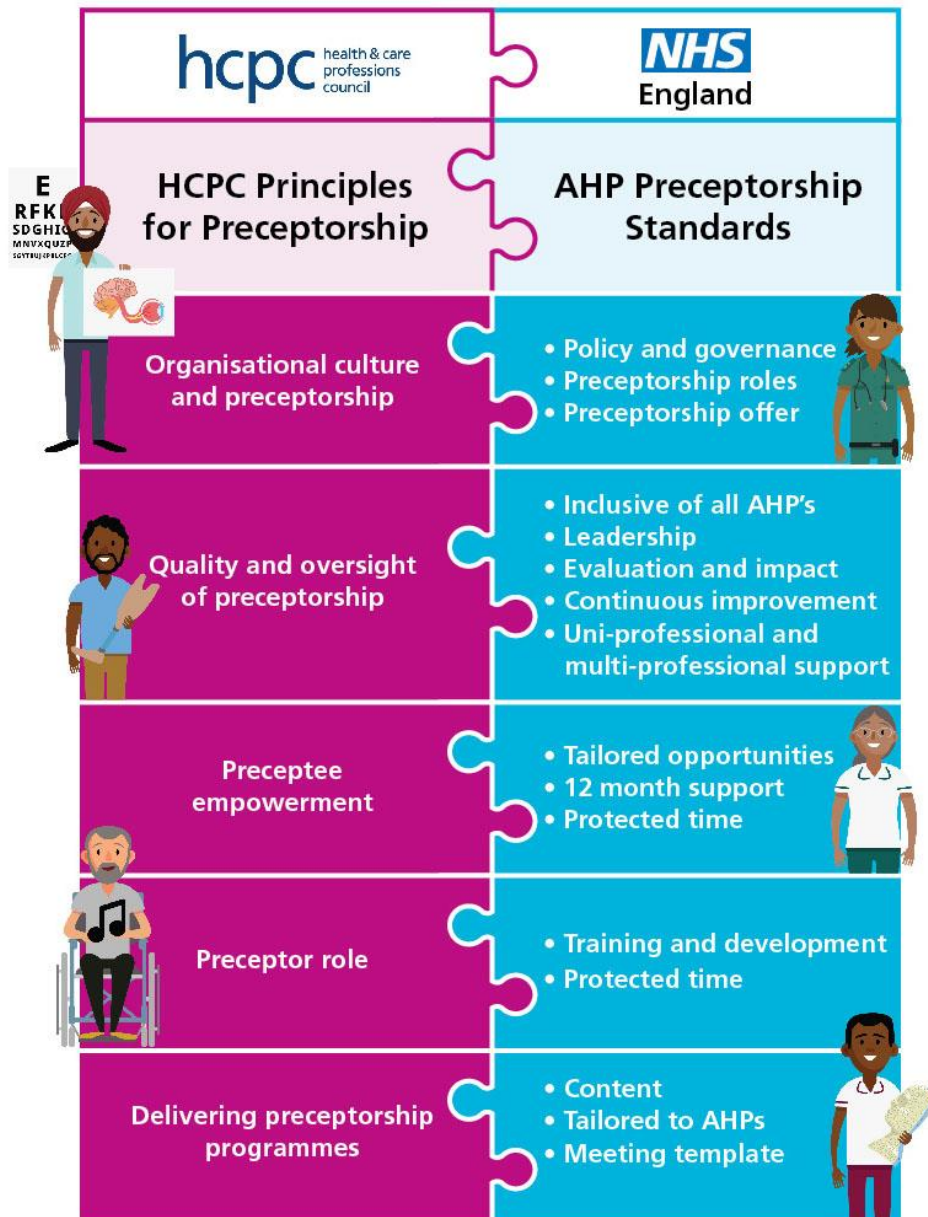 hcpc
health & care
professions
council
NHS
England
HCPC Principles
for Preceptorship
AHP Preceptorship
Standards
E
RFK
SDGHIG
MNVXQUZP
Organisational culture
and preceptorship
• Policy and governance
• Preceptorship roles
• Preceptorship offer
Quality and oversight
of preceptorship
• Inclusive of all AHP's
• Leadership
• Evaluation and impact
• Continuous improvement
• Uni-professional and
multi-professional support
Preceptee
empowerment
• Tailored opportunities
• 12 month support
• Protected time
Preceptor role
• Training and development
• Protected time
Delivering preceptorship
programmes
• Content
• Tailored to AHPs
• Meeting template